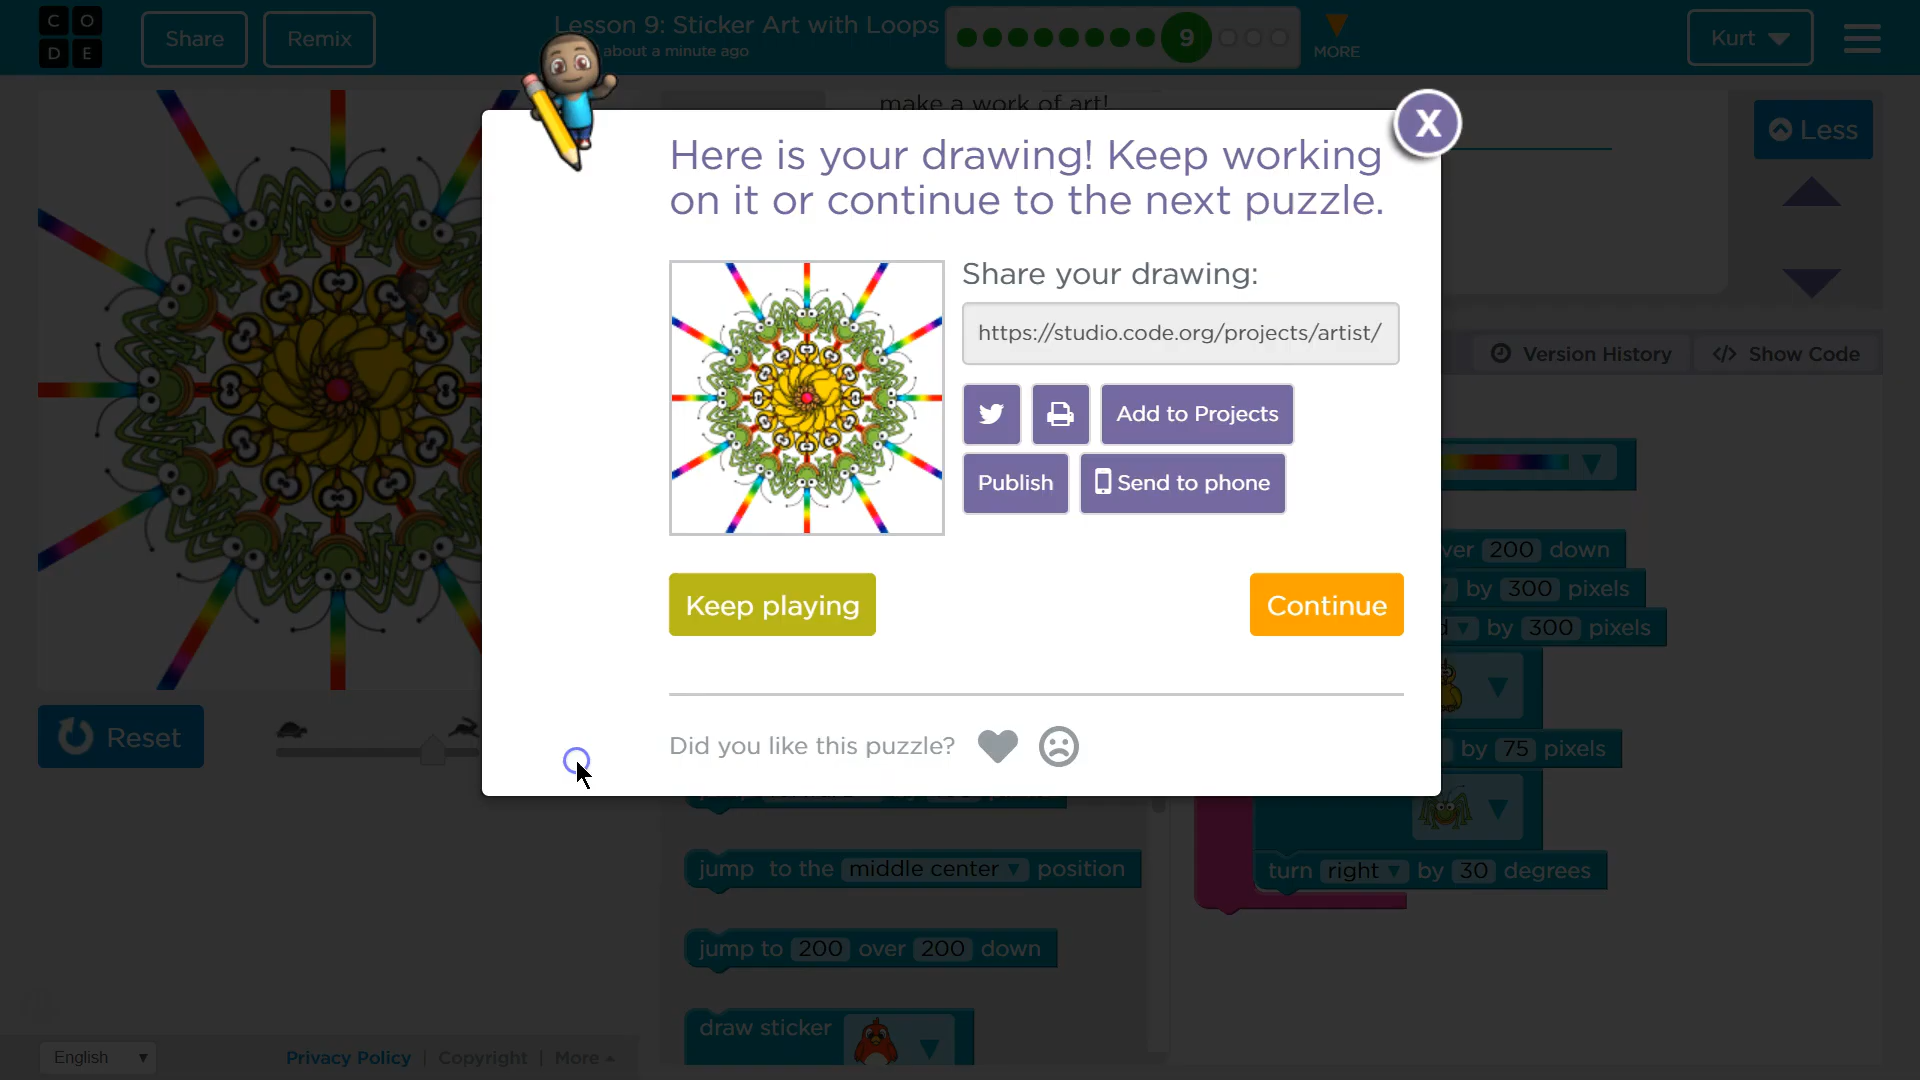 C O
D E
Share
Remix
Lesson 9: Sticker Art with Loops
about a minute ago
9
MORE
Kurt
make a work of art!
Less
X
Here is your drawing! Keep working
on it or continue to the next puzzle.
Share your drawing:
https://studio.code.org/projects/artist/
Add to Projects
Publish
Send to phone
Version History
</> Show Code
over 200 down
by 300 pixels
by 300 pixels
by 75 pixels
turn right by 30 degrees
Keep playing
Continue
Did you like this puzzle?
Reset
jump to the middle center position
jump to 200 over 200 down
draw sticker
English
Privacy Policy | Copyright | More